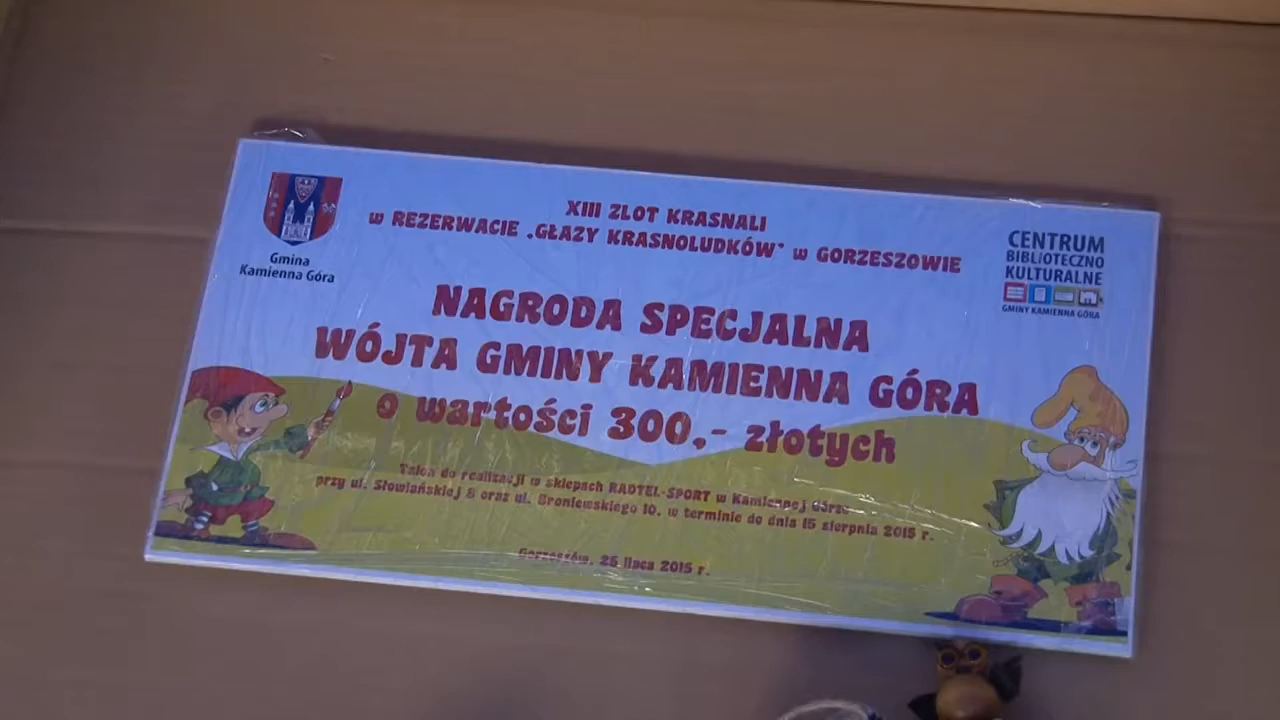 XIII ZLOT KRASNALI
w REZERWACIE „GŁAZY KRASNOLUDKÓW" w GORZESZOWIE
Gmina
Kamienna Góra
CENTRUM
BIBLIOTECZNO
KULTURALNE
GMINY KAMIENNA GÓRA
NAGRODA SPECJALNA
WÓJTA GMINY KAMIENNA GÓRA
o wartości 300,- złotych
Talon do realizacji w sklepach RADTEL-SPORT w Kamiennej Górze
przy ul. Słowiańskiej 8 oraz ul. Broniewskiego 10, w terminie do dnia 15 sierpnia 2015 r.
Gorzeszów, 25 lipca 2015 r.